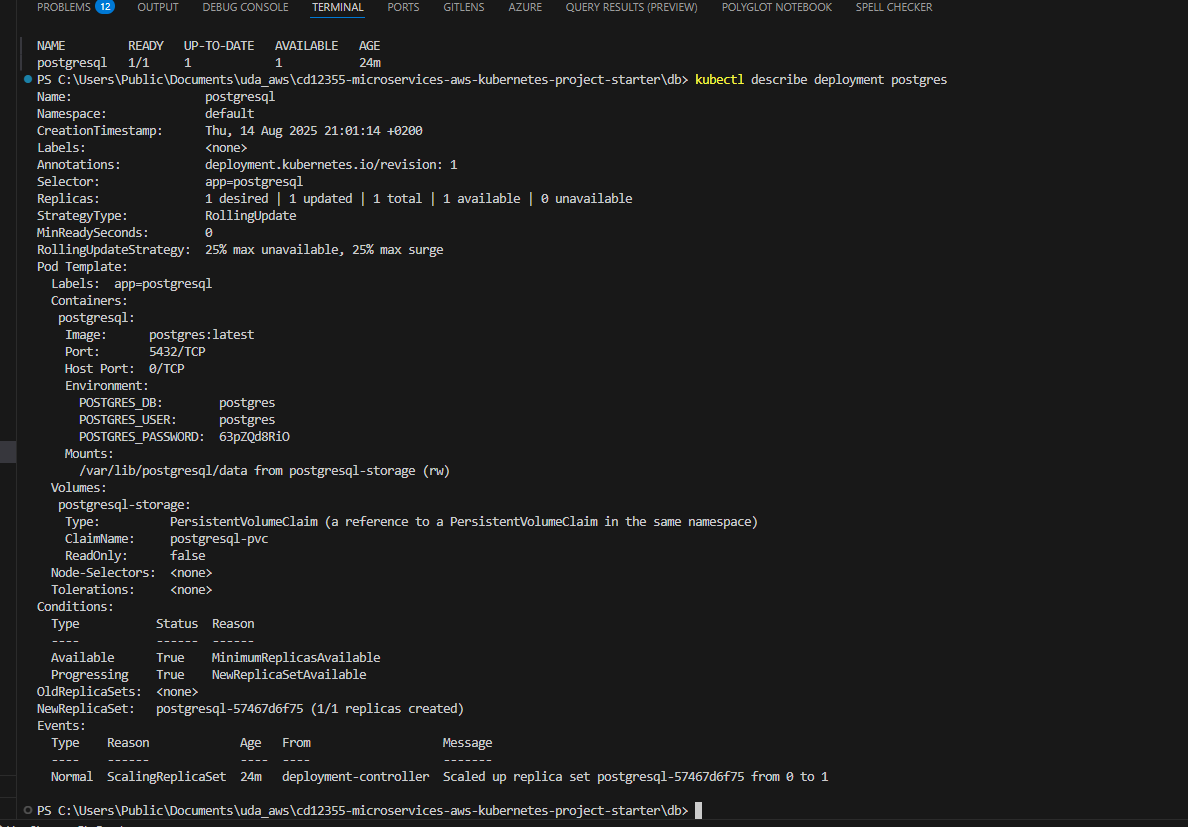 PROBLEMS 12 OUTPUT DEBUG CONSOLE TERMINAL PORTS GITLENS AZURE QUERY RESULTS (PREVIEW) POLYGLOT NOTEBOOK SPELL CHECKER
NAME READY UP-TO-DATE AVAILABLE AGE
postgresql 1/1 1 1 24m
PS C:\Users\Public\Documents\uda_aws\cd12355-microservices-aws-kubernetes-project-starter\db> kubectl describe deployment postgres
Name: postgresql
Namespace: default
CreationTimestamp: Thu, 14 Aug 2025 21:01:14 +0200
Labels: <none>
Annotations: deployment.kubernetes.io/revision: 1
Selector: app=postgresql
Replicas: 1 desired | 1 updated | 1 total | 1 available | 0 unavailable
StrategyType: RollingUpdate
MinReadySeconds: 0
RollingUpdateStrategy: 25% max unavailable, 25% max surge
Pod Template:
Labels: app=postgresql
Containers:
postgresql:
Image: postgres:latest
Port: 5432/TCP
Host Port: 0/TCP
Environment:
POSTGRES_DB: postgres
POSTGRES_USER: postgres
POSTGRES_PASSWORD: 63pZQd8RiO
Mounts:
/var/lib/postgresql/data from postgresql-storage (rw)
Volumes:
postgresql-storage:
Type: PersistentVolumeClaim (a reference to a PersistentVolumeClaim in the same namespace)
ClaimName: postgresql-pvc
ReadOnly: false
Node-Selectors: <none>
Tolerations: <none>
Conditions:
Type Status Reason
---- ------ ------
Available True MinimumReplicasAvailable
Progressing True NewReplicaSetAvailable
OldReplicaSets: <none>
NewReplicaSet: postgresql-57467d6f75 (1/1 replicas created)
Events:
Type Reason Age From Message
---- ------ ---- ---- -------
Normal ScalingReplicaSet 24m deployment-controller Scaled up replica set postgresql-57467d6f75 from 0 to 1
PS C:\Users\Public\Documents\uda_aws\cd12355-microservices-aws-kubernetes-project-starter\db>